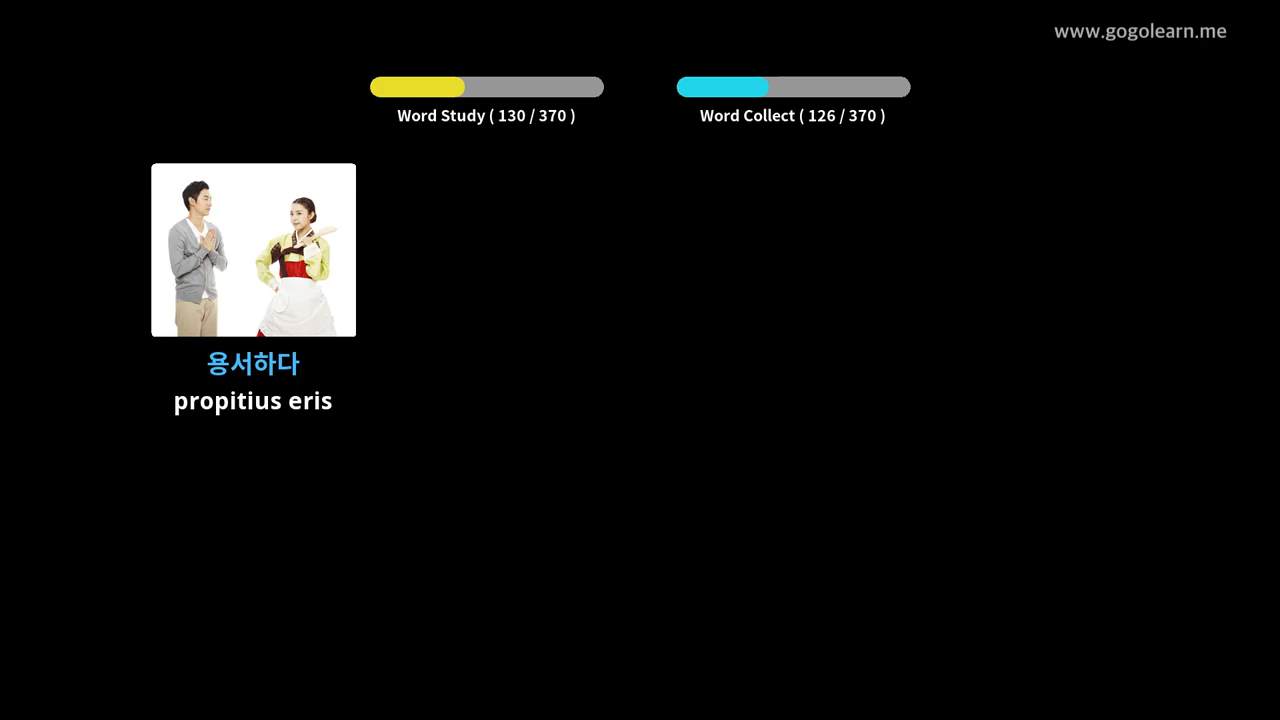 www.gogolearn.me
Word Study ( 130 / 370 )
Word Collect ( 126 / 370 )
용서하다
propitius eris